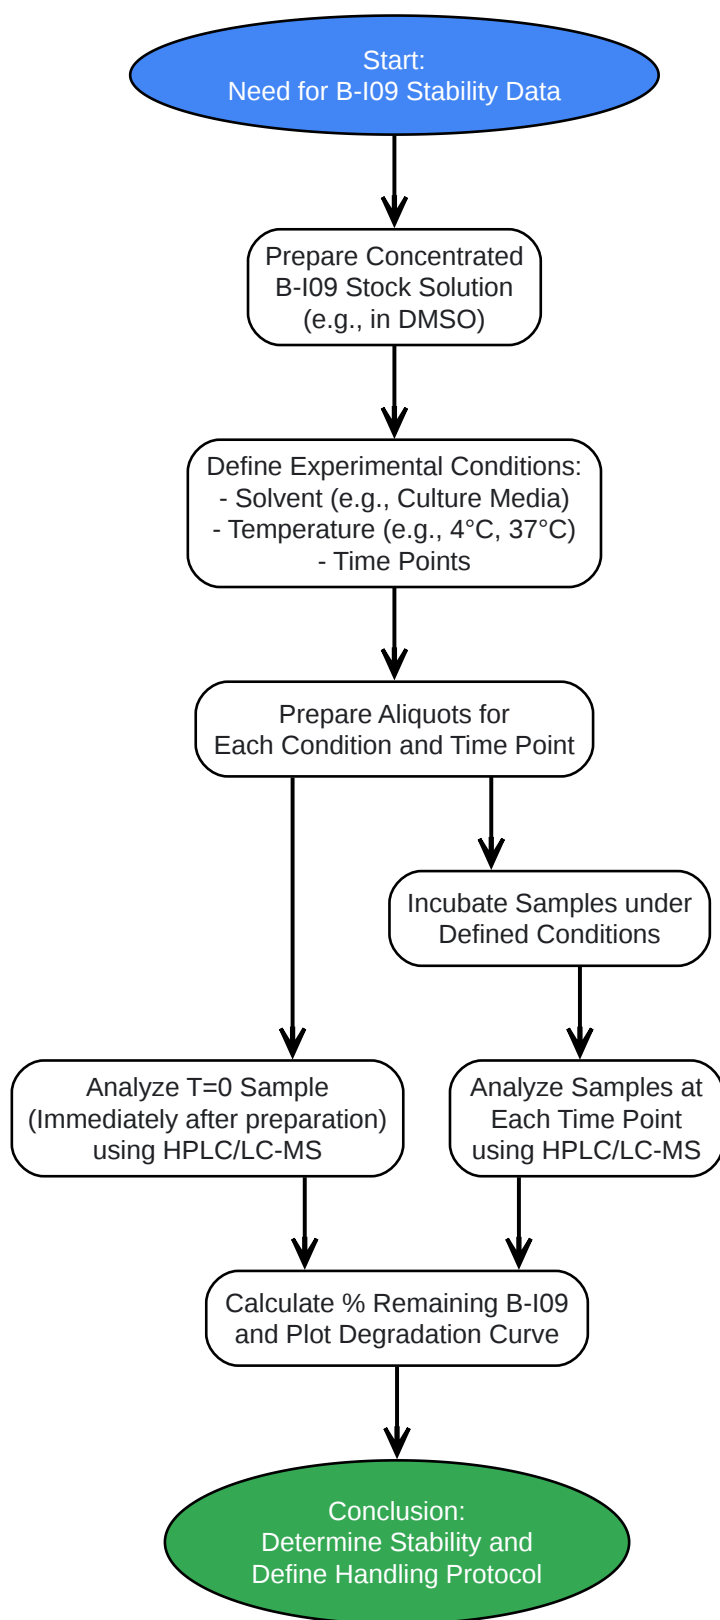 Start:
Need for B-I09 Stability Data
Prepare Concentrated
B-I09 Stock Solution
(e.g., in DMSO)
Define Experimental Conditions:
- Solvent (e.g., Culture Media)
- Temperature (e.g., 4°C, 37°C)
- Time Points
Prepare Aliquots for
Each Condition and Time Point
Incubate Samples under
Defined Conditions
Analyze T=0 Sample
(Immediately after preparation)
using HPLC/LC-MS
Analyze Samples at
Each Time Point
using HPLC/LC-MS
Calculate % Remaining B-I09
and Plot Degradation Curve
Conclusion:
Determine Stability and
Define Handling Protocol